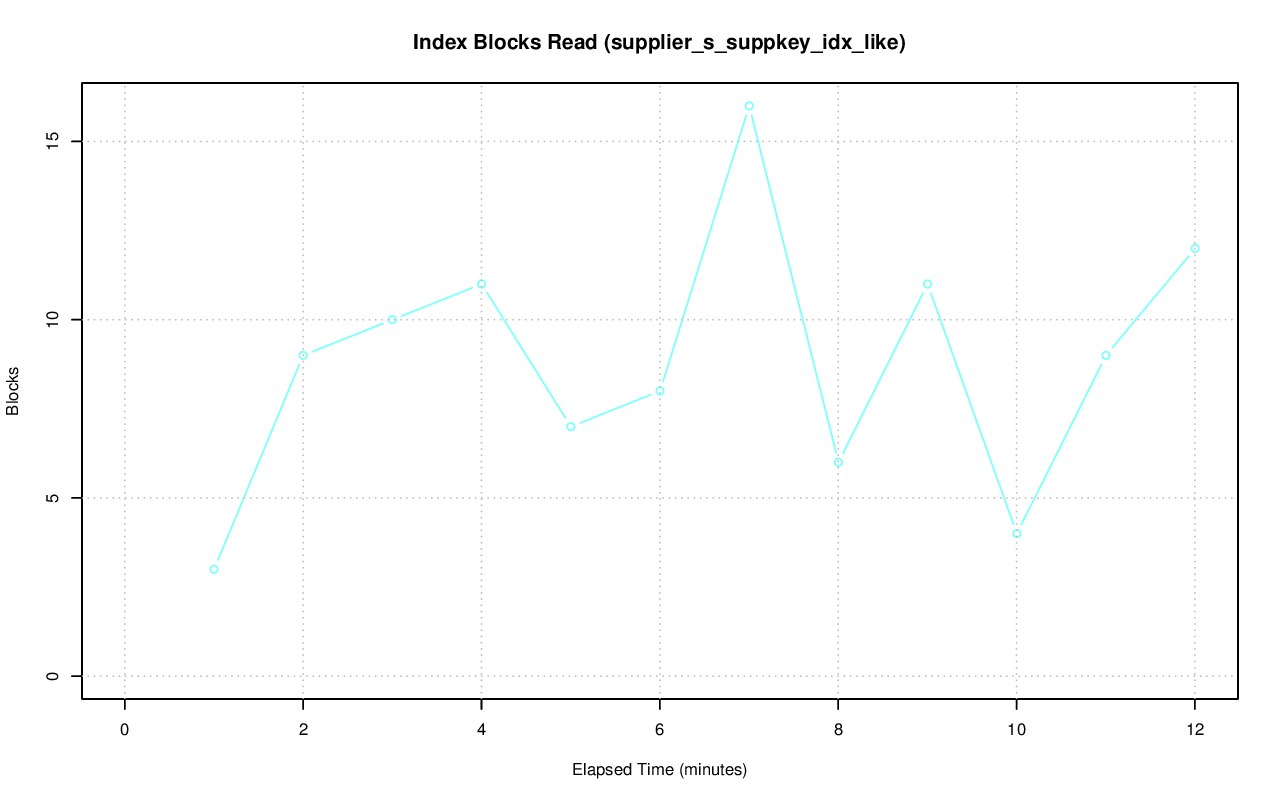 Index Blocks Read (supplier_s_suppkey_idx_like)
Blocks
15
10
5
0
0 2 4 6 8 10 12
Elapsed Time (minutes)